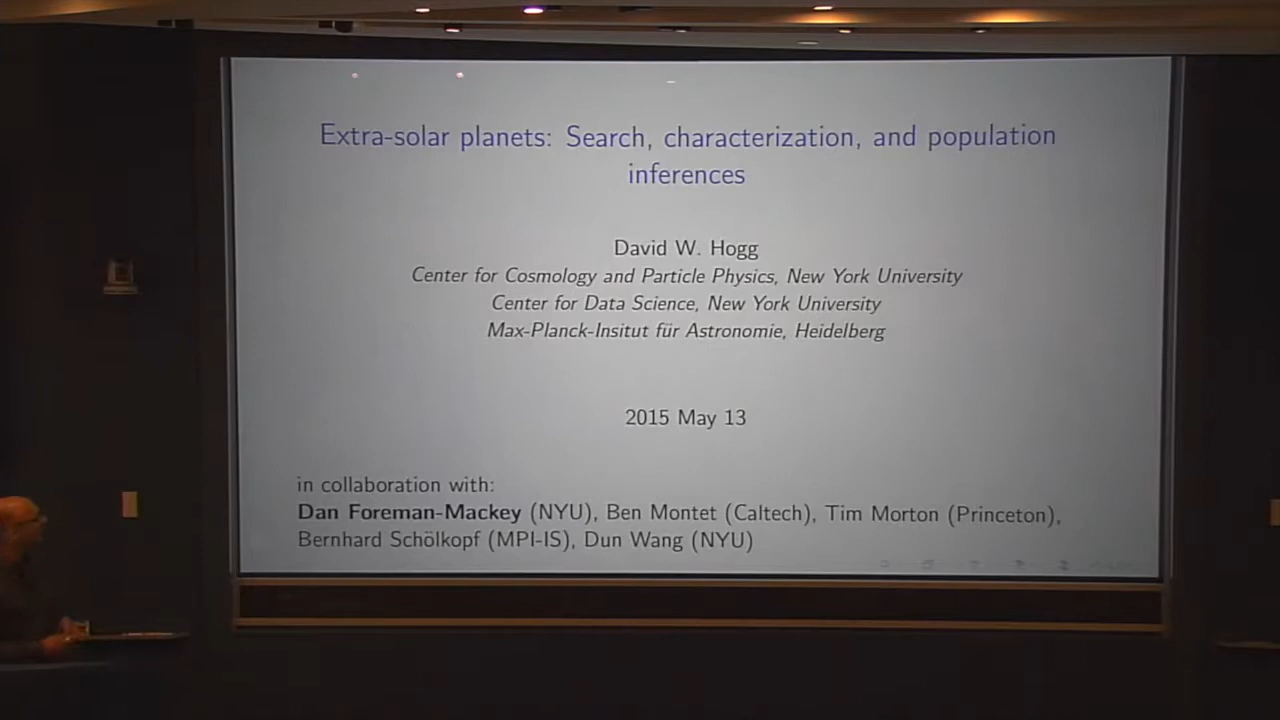 Extra-solar planets: Search, characterization, and population
inferences
David W. Hogg
Center for Cosmology and Particle Physics, New York University
Center for Data Science, New York University
Max-Planck-Insitut für Astronomie, Heidelberg
2015 May 13
in collaboration with:
Dan Foreman-Mackey (NYU), Ben Montet (Caltech), Tim Morton (Princeton),
Bernhard Schölkopf (MPI-IS), Dun Wang (NYU)